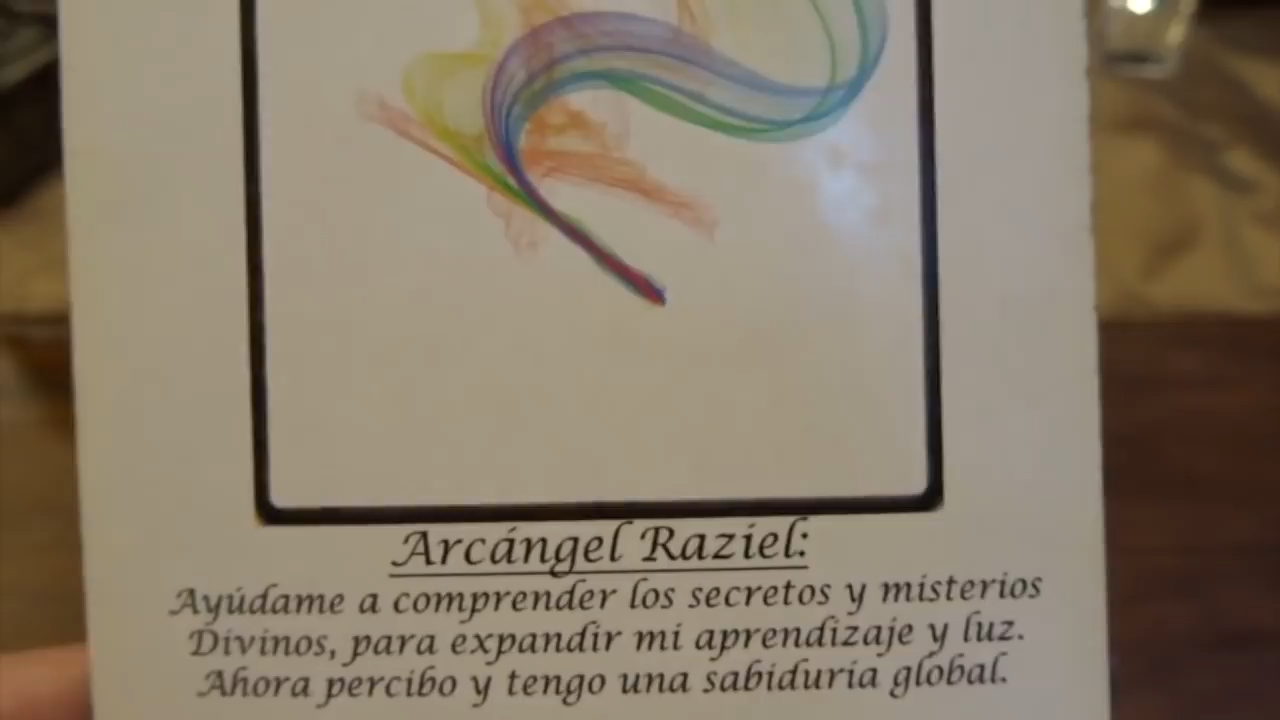 Arcángel Raziel:
Ayúdame a comprender los secretos y misterios
Divinos, para expandir mi aprendizaje y luz.
Ahora percibo y tengo una sabiduría global.